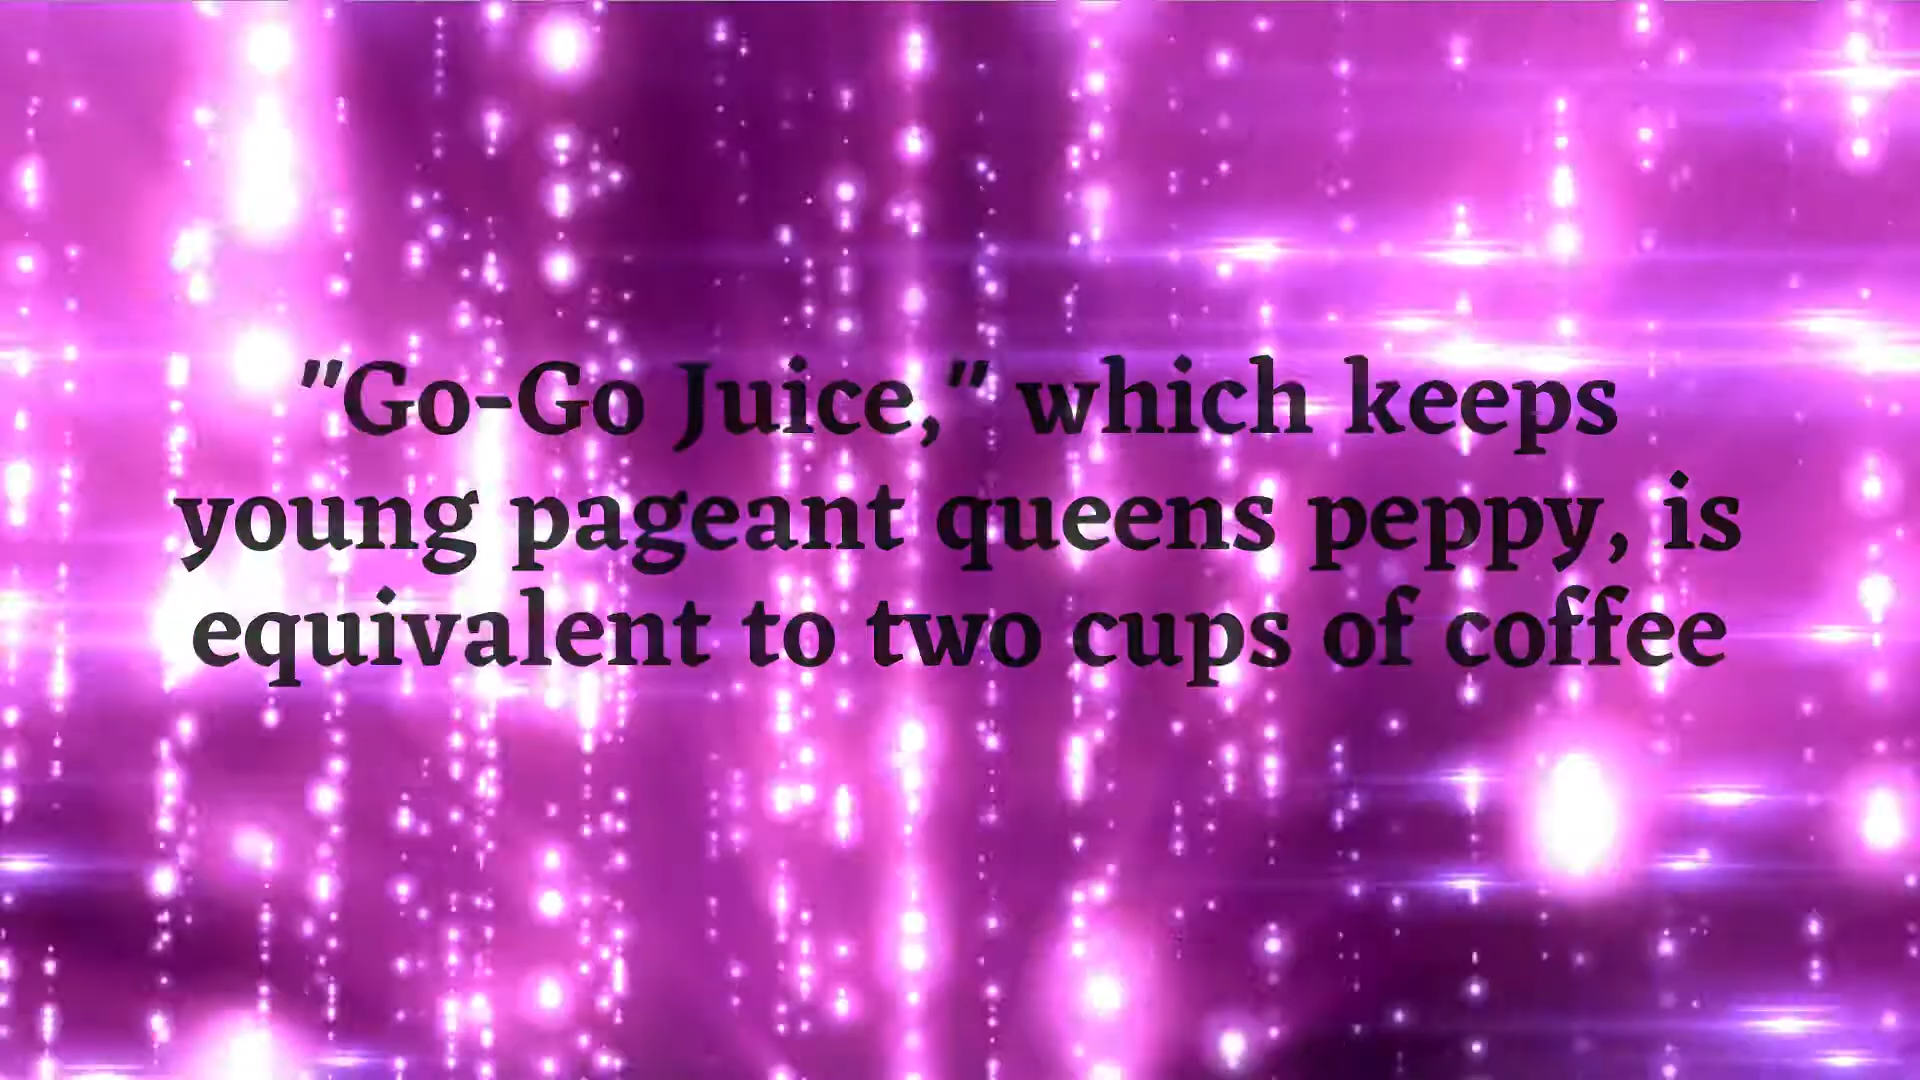 "Go-Go Juice," which keeps
young pageant queens peppy, is
equivalent to two cups of coffee